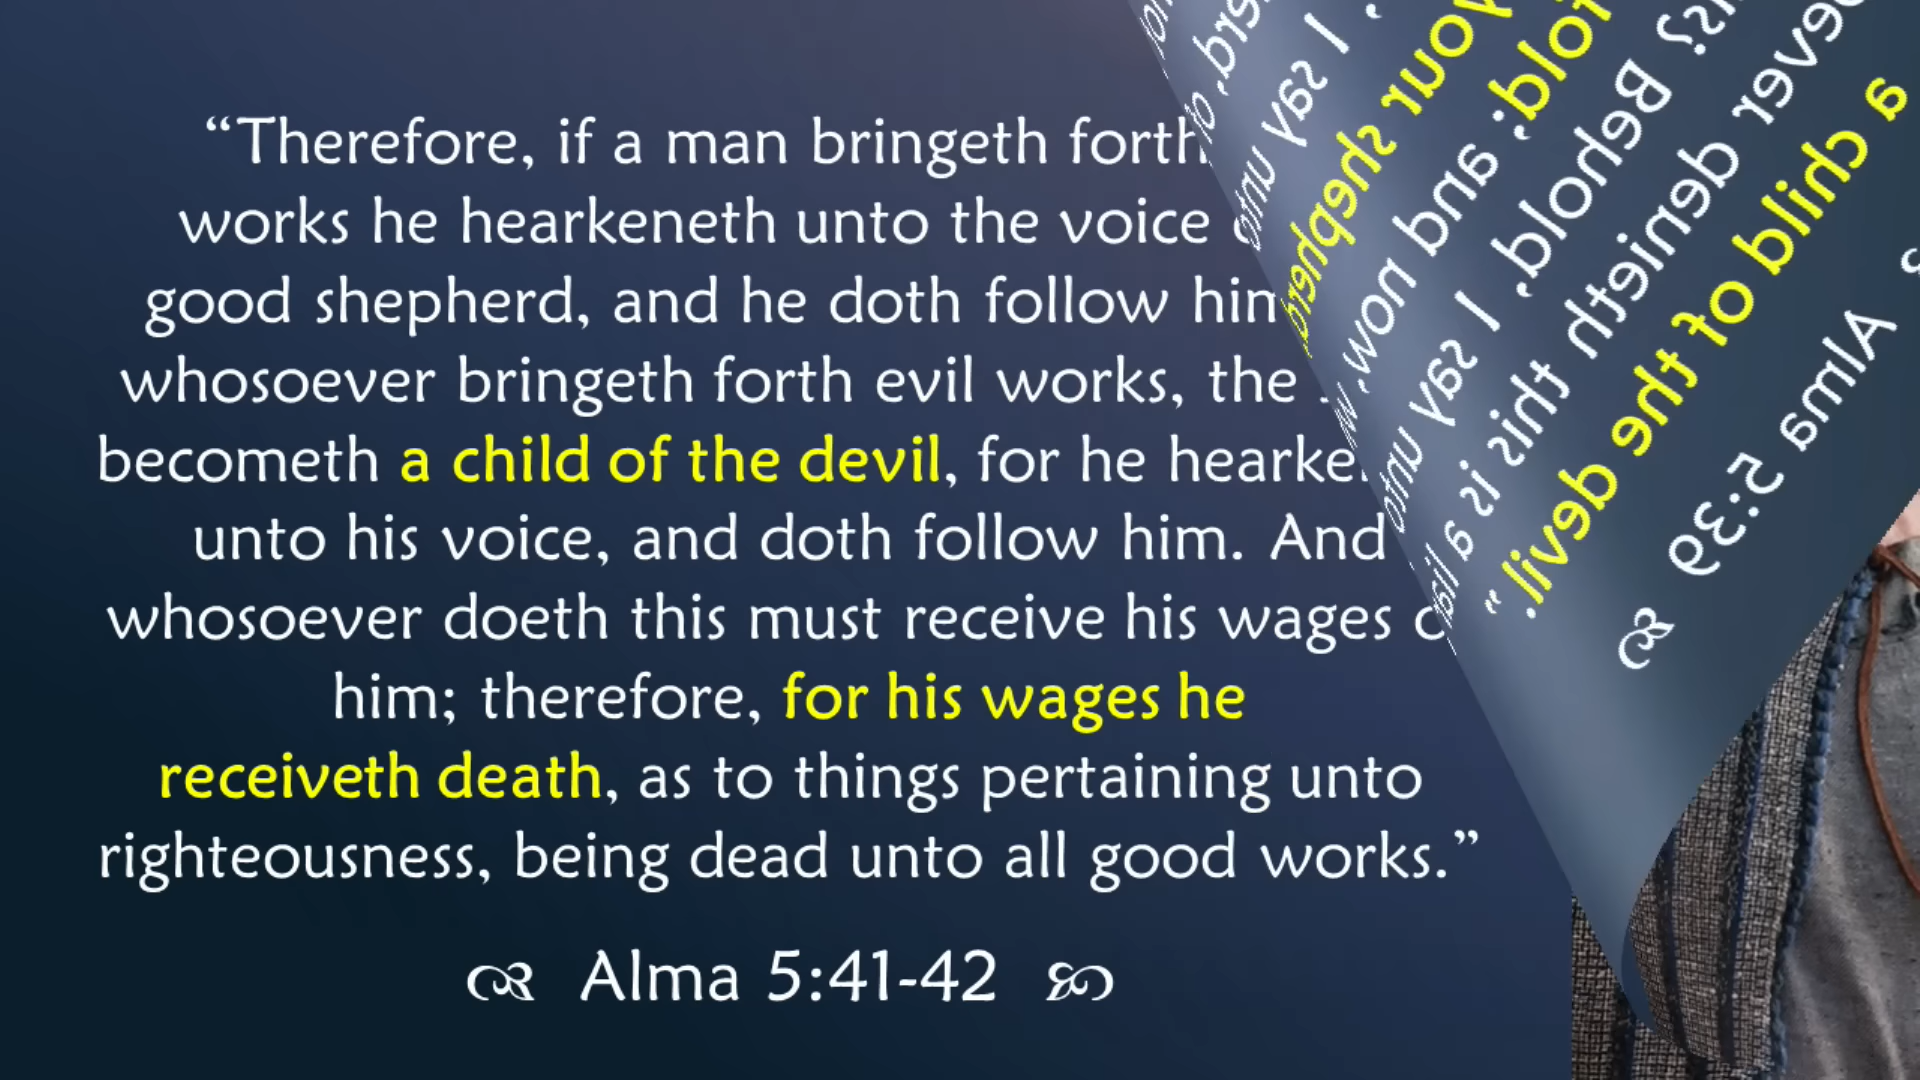 “Therefore, if a man bringeth forth
works he hearkeneth unto the voice
good shepherd, and he doth follow him
whosoever bringeth forth evil works, the
becometh a child of the devil, for he
unto his voice, and doth follow him. And
whosoever doeth this must receive his wages
him; therefore, for his wages he
receiveth death, as to things pertaining unto
righteousness, being dead unto all good works.”
Alma 5:41-42
I say unto
your shepherd,
and now,
Behold, I say unto
denieth this is a liar
a child of the devil.”
Alma 5:39